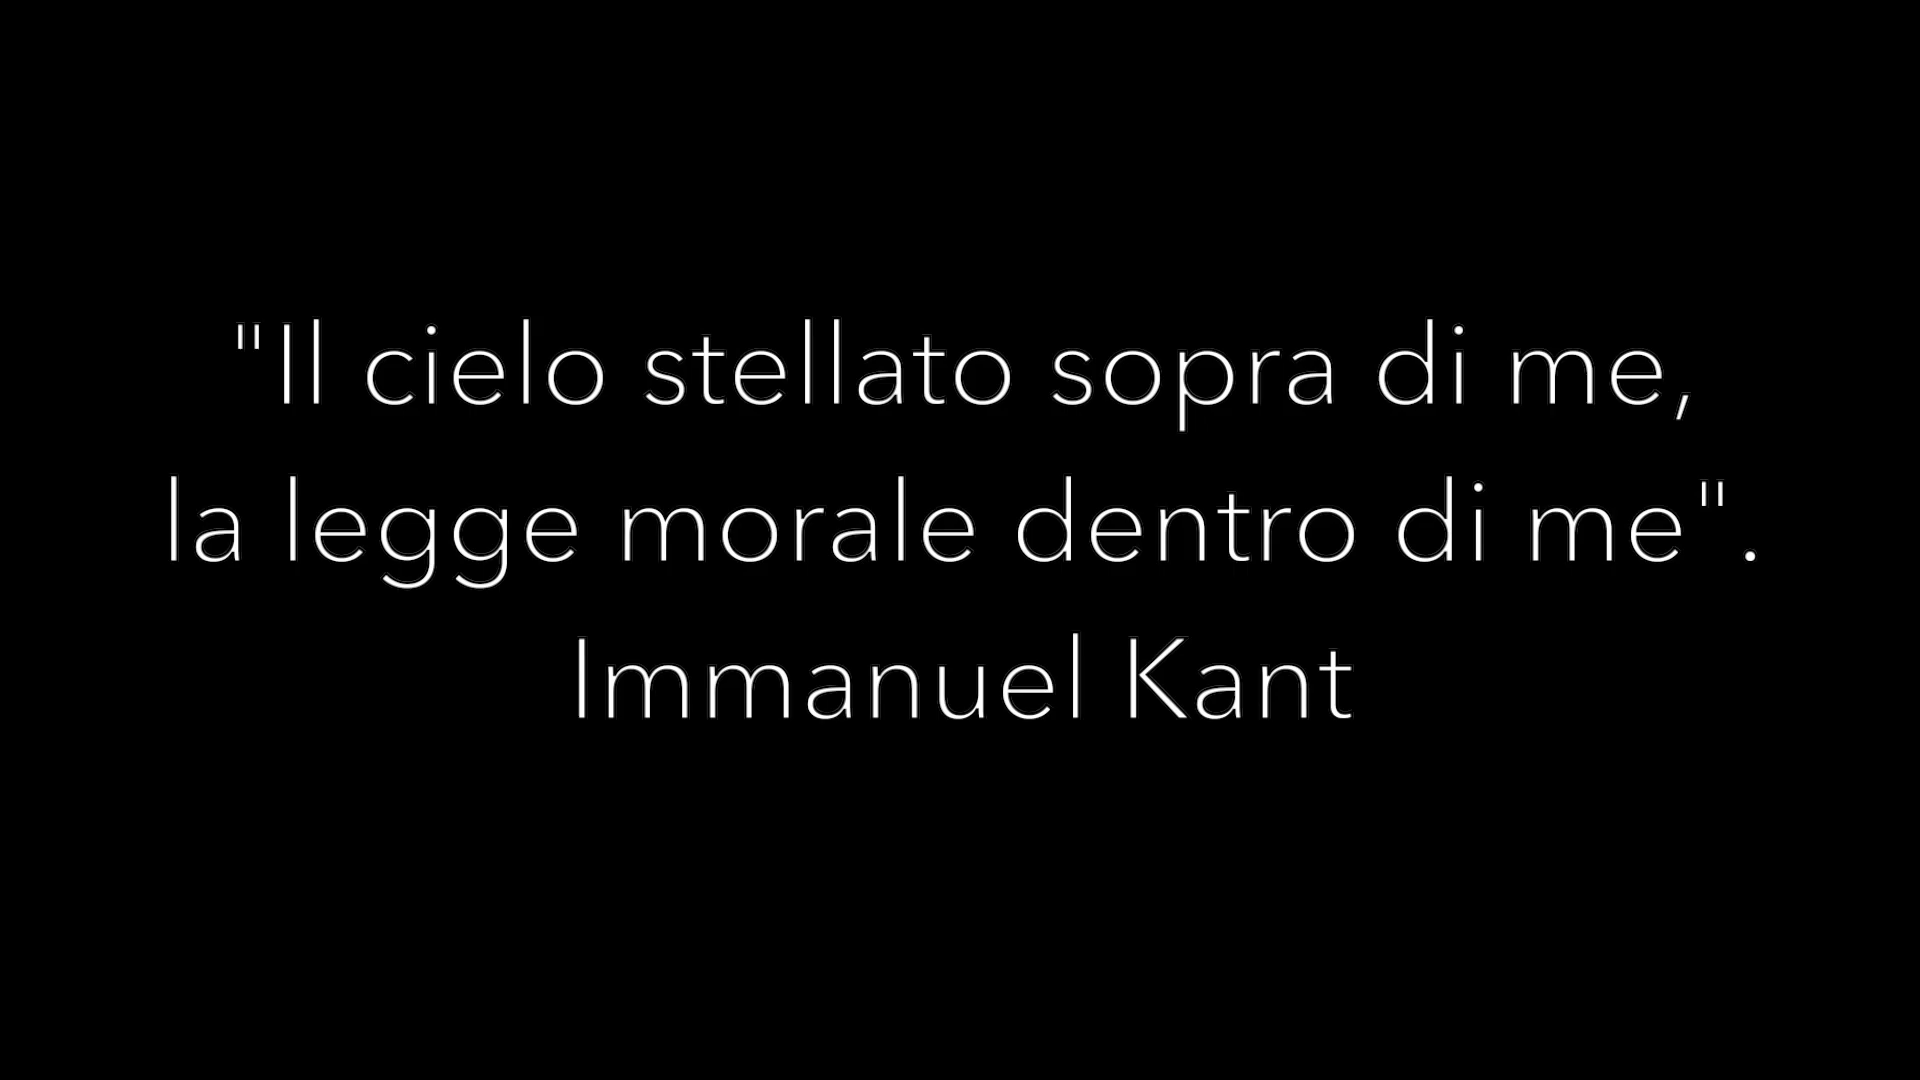 "Il cielo stellato sopra di me,
la legge morale dentro di me".
Immanuel Kant